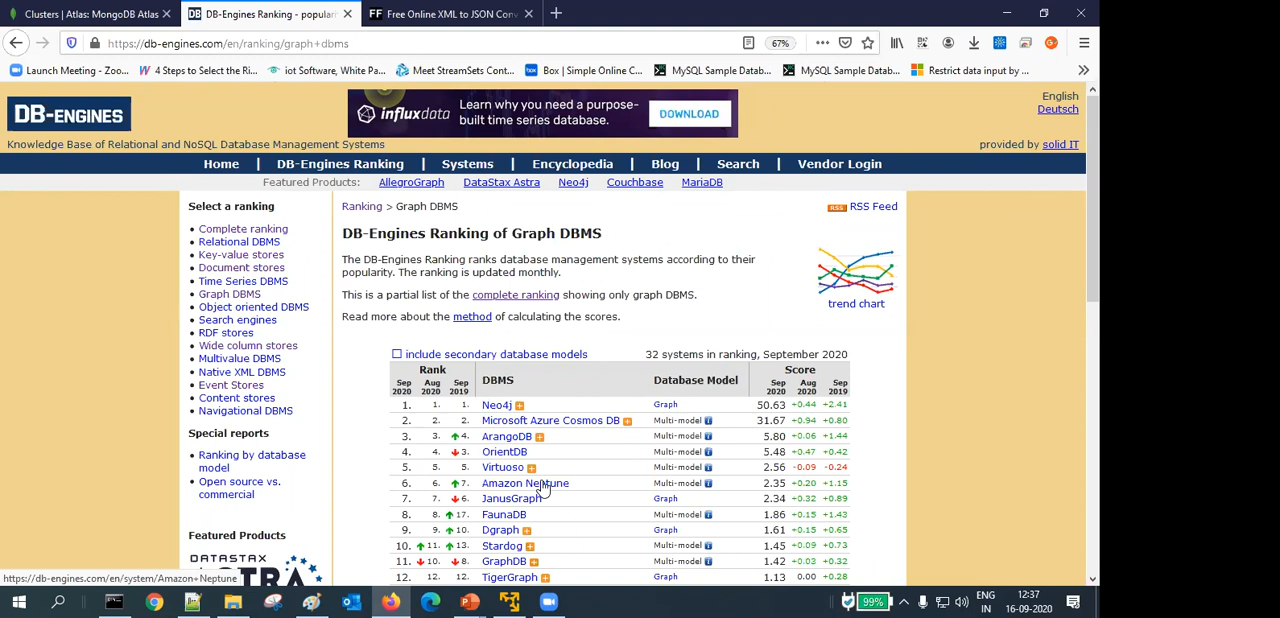 Clusters | Atlas: MongoDB Atlas
DB-Engines Ranking - popular
Free Online XML to JSON Conv
https://db-engines.com/en/ranking/graph+dbms
67%
Launch Meeting - Zoo...
4 Steps to Select the Ri...
iot Software, White Pa...
Meet StreamSets Cont...
Box | Simple Online C...
MySQL Sample Datab...
MySQL Sample Datab...
Restrict data input by ...
DB-ENGINES
influxdata
Learn why you need a purpose-
built time series database.
DOWNLOAD
English
Deutsch
Knowledge Base of Relational and NoSQL Database Management Systems
provided by solid IT
Home | DB-Engines Ranking | Systems | Encyclopedia | Blog | Search | Vendor Login
Featured Products: AllegroGraph DataStax Astra Neo4j Couchbase MariaDB
Select a ranking
Complete ranking
Relational DBMS
Key-value stores
Document stores
Time Series DBMS
Graph DBMS
Object oriented DBMS
Search engines
RDF stores
Wide column stores
Multivalue DBMS
Native XML DBMS
Event Stores
Content stores
Navigational DBMS
Special reports
Ranking by database
model
Open source vs.
commercial
Featured Products
DATASTAX
ASTRA
Ranking > Graph DBMS
RSS RSS Feed
DB-Engines Ranking of Graph DBMS
The DB-Engines Ranking ranks database management systems according to their
popularity. The ranking is updated monthly.
This is a partial list of the complete ranking showing only graph DBMS.
Read more about the method of calculating the scores.
trend chart
include secondary database models 32 systems in ranking, September 2020
Rank DBMS Database Model Score
Sep Aug Sep Sep Aug Sep
2020 2020 2019 2020 2020 2019
1. 1. 1. Neo4j Graph 50.63 +0.44 +2.41
2. 2. 2. Microsoft Azure Cosmos DB Multi-model 31.67 +0.94 +0.80
3. 3. 4. ArangoDB Multi-model 5.80 +0.06 +1.44
4. 4. 3. OrientDB Multi-model 5.48 +0.47 +0.42
5. 5. 5. Virtuoso Multi-model 2.56 -0.09 -0.24
6. 6. 7. Amazon Neptune Multi-model 2.35 +0.20 +1.15
7. 7. 6. JanusGraph Graph 2.34 +0.32 +0.89
8. 8. 17. FaunaDB Multi-model 1.86 +0.15 +1.43
9. 9. 10. Dgraph Graph 1.61 +0.15 +0.65
10. 11. 13. Stardog Multi-model 1.45 +0.09 +0.73
11. 10. 8. GraphDB Multi-model 1.42 +0.03 +0.32
12. 12. 12. TigerGraph Graph 1.13 0.00 +0.28
https://db-engines.com/en/system/Amazon+Neptune
99%
ENG
IN
12:37
16-09-2020